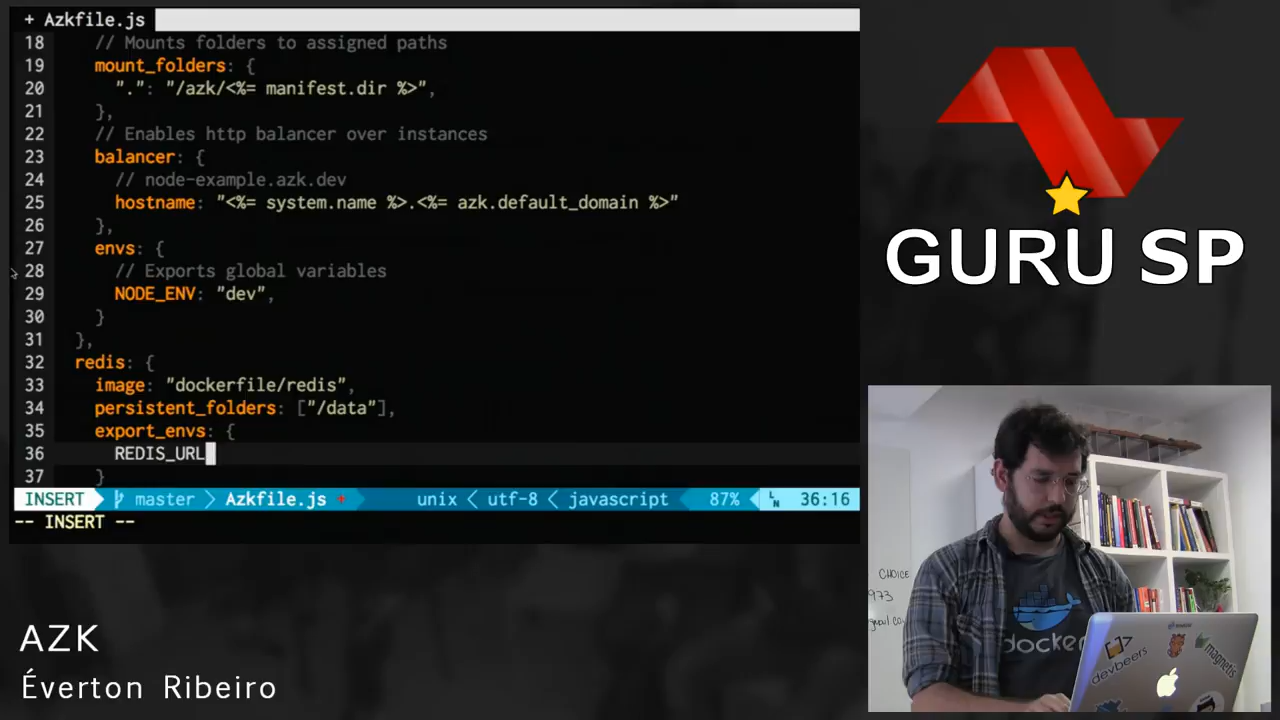 + Azkfile.js
18 // Mounts folders to assigned paths
19 mount_folders: {
20 ".": "/azk/<%= manifest.dir %>",
21 },
22 // Enables http balancer over instances
23 balancer: {
24 // node-example.azk.dev
25 hostname: "<%= system.name %>.<%= azk.default_domain %>"
26 },
27 envs: {
28 // Exports global variables
29 NODE_ENV: "dev",
30 }
31 },
32 redis: {
33 image: "dockerfile/redis",
34 persistent_folders: ["/data"],
35 export_envs: {
36 REDIS_URL
37 }
INSERT master Azkfile.js + unix < utf-8 < javascript 87% LN 36:16
-- INSERT --
GURU SP
CHOICE
973
docker
devbeers
magnetis
AZK
Éverton Ribeiro